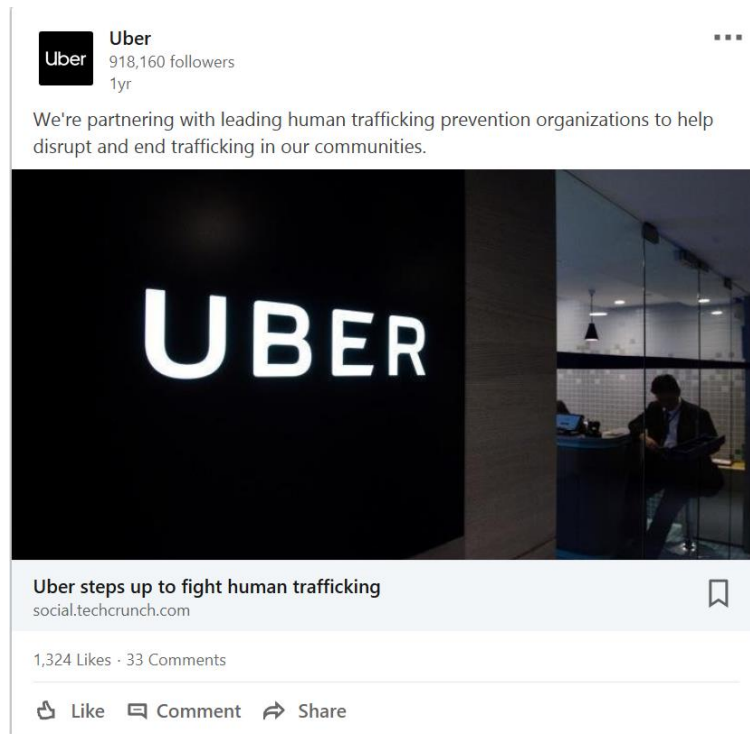 Uber
Uber
918,160 followers
1yr
We're partnering with leading human trafficking prevention organizations to help
disrupt and end trafficking in our communities.
UBER
Uber steps up to fight human trafficking
social.techcrunch.com
1,324 Likes · 33 Comments
Like Comment Share